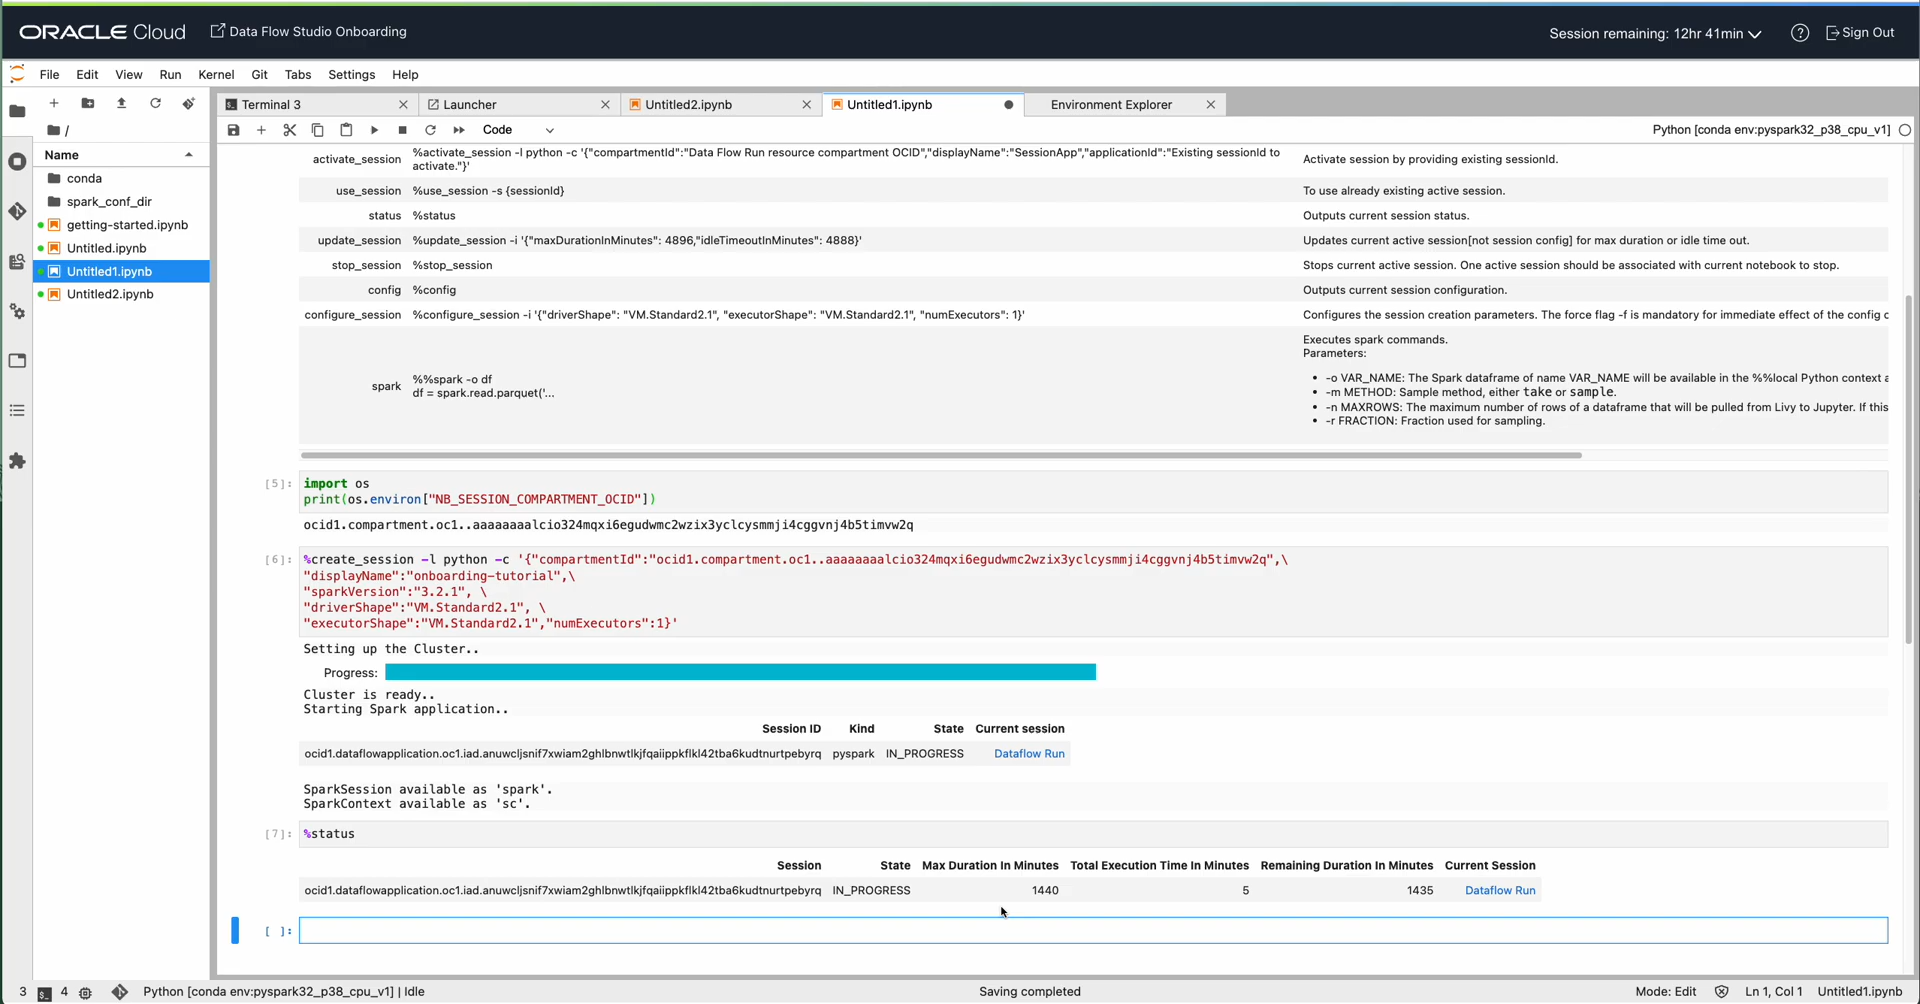 ORACLE Cloud
Data Flow Studio Onboarding
Session remaining: 12hr 41min
Sign Out
File Edit View Run Kernel Git Tabs Settings Help
Terminal 3
Launcher
Untitled2.ipynb
Untitled1.ipynb
Environment Explorer
Code
Python [conda env:pyspark32_p38_cpu_v1]
/
Name
conda
spark_conf_dir
getting-started.ipynb
Untitled.ipynb
Untitled1.ipynb
Untitled2.ipynb
activate_session
%activate_session -l python -c '{"compartmentId":"Data Flow Run resource compartment OCID","displayName":"SessionApp","applicationId":"Existing sessionId to
activate."}'
Activate session by providing existing sessionId.
use_session %use_session -s {sessionId} To use already existing active session.
status %status Outputs current session status.
update_session %update_session -i '{"maxDurationInMinutes": 4896,"idleTimeoutInMinutes": 4888}' Updates current active session[not session config] for max duration or idle time out.
stop_session %stop_session Stops current active session. One active session should be associated with current notebook to stop.
config %config Outputs current session configuration.
configure_session %configure_session -i '{"driverShape": "VM.Standard2.1", "executorShape": "VM.Standard2.1", "numExecutors": 1}' Configures the session creation parameters. The force flag -f is mandatory for immediate effect of the config c
spark
%%spark -o df
df = spark.read.parquet('...
Executes spark commands.
Parameters:
• -o VAR_NAME: The Spark dataframe of name VAR_NAME will be available in the %%local Python context a
• -m METHOD: Sample method, either take or sample.
• -n MAXROWS: The maximum number of rows of a dataframe that will be pulled from Livy to Jupyter. If this
• -r FRACTION: Fraction used for sampling.
[5]: import os
print(os.environ["NB_SESSION_COMPARTMENT_OCID"])
ocid1.compartment.oc1..aaaaaaaalcio324mqxi6egudwmc2wzix3yclcysmmji4cggvnj4b5timvw2q
[6]: %create_session -l python -c '{"compartmentId":"ocid1.compartment.oc1..aaaaaaaalcio324mqxi6egudwmc2wzix3yclcysmmji4cggvnj4b5timvw2q",\
"displayName":"onboarding-tutorial",\
"sparkVersion":"3.2.1", \
"driverShape":"VM.Standard2.1", \
"executorShape":"VM.Standard2.1","numExecutors":1}'
Setting up the Cluster..
Progress:
Cluster is ready..
Starting Spark application..
Session ID Kind State Current session
ocid1.dataflowapplication.oc1.iad.anuwcljsnif7xwiam2ghlbnwtlkjfqaiippkflkl42tba6kudtnurtpebyrq pyspark IN_PROGRESS Dataflow Run
SparkSession available as 'spark'.
SparkContext available as 'sc'.
[7]: %status
Session State Max Duration In Minutes Total Execution Time In Minutes Remaining Duration In Minutes Current Session
ocid1.dataflowapplication.oc1.iad.anuwcljsnif7xwiam2ghlbnwtlkjfqaiippkflkl42tba6kudtnurtpebyrq IN_PROGRESS 1440 5 1435 Dataflow Run
[ ]:
3 4 Python [conda env:pyspark32_p38_cpu_v1] | Idle
Saving completed
Mode: Edit
Ln 1, Col 1
Untitled1.ipynb